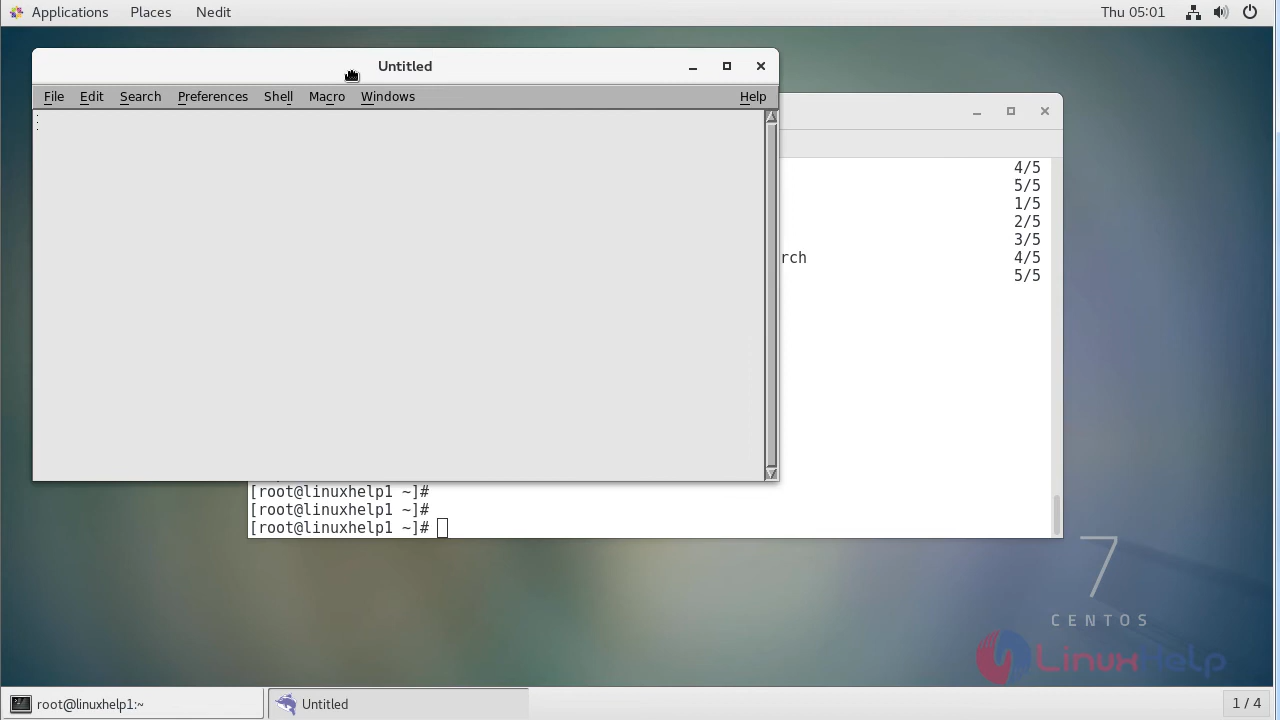 Applications Places Nedit Thu 05:01
Untitled
File Edit Search Preferences Shell Macro Windows Help
4/5
5/5
1/5
2/5
3/5
rch 4/5
5/5
[root@linuxhelp1 ~]#
[root@linuxhelp1 ~]#
[root@linuxhelp1 ~]#
7
CENTOS
LinuxHelp
root@linuxhelp1:~ Untitled 1 / 4